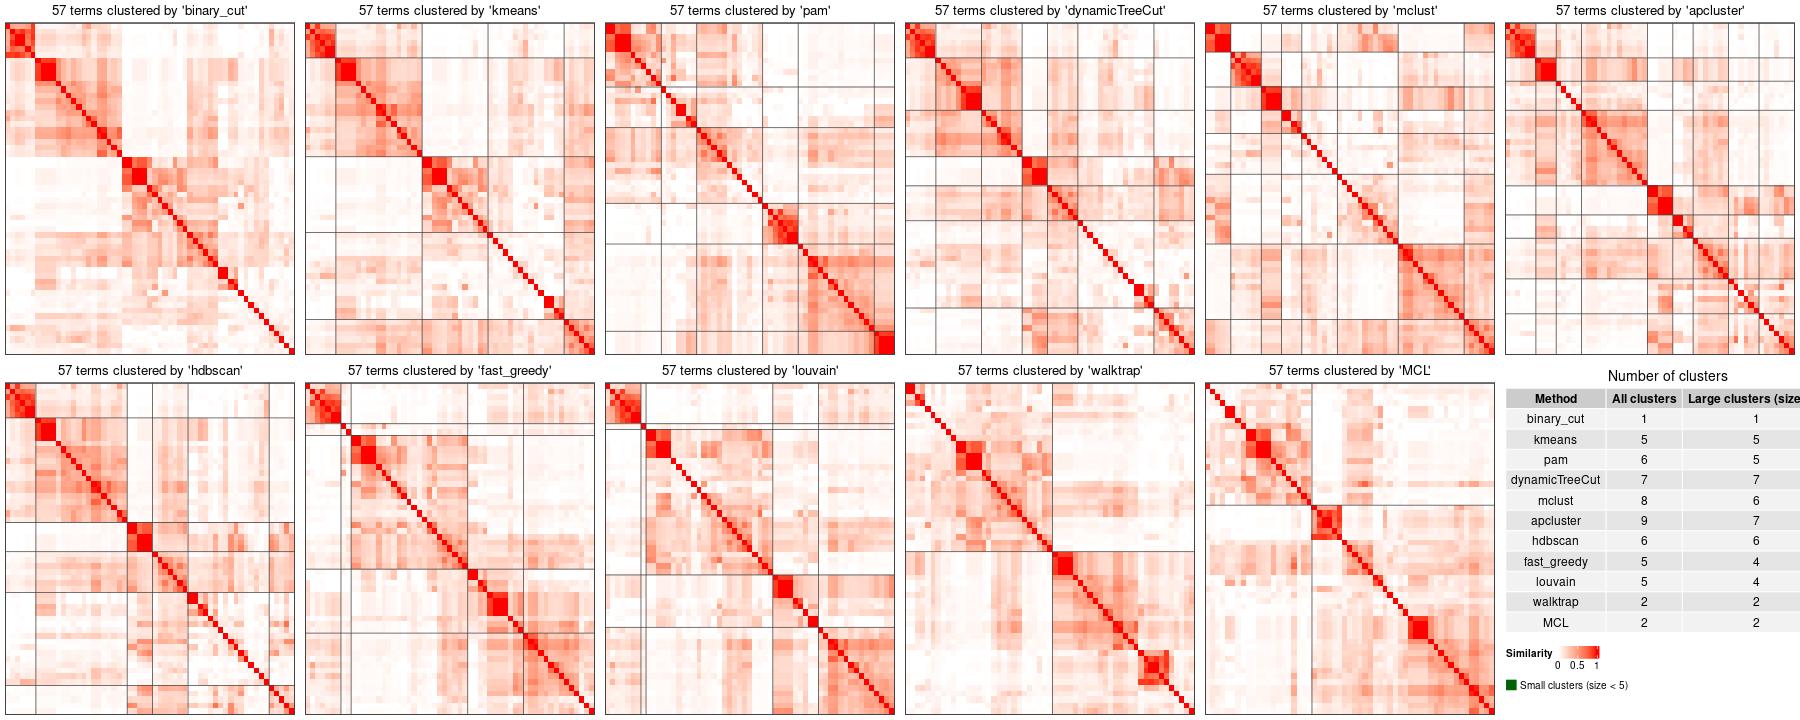 57 terms clustered by 'binary_cut'
57 terms clustered by 'kmeans'
57 terms clustered by 'pam'
57 terms clustered by 'dynamicTreeCut'
57 terms clustered by 'mclust'
57 terms clustered by 'apcluster'
57 terms clustered by 'hdbscan'
57 terms clustered by 'fast_greedy'
57 terms clustered by 'louvain'
57 terms clustered by 'walktrap'
57 terms clustered by 'MCL'
Number of clusters
Method All clusters Large clusters (size
binary_cut 1 1
kmeans 5 5
pam 6 5
dynamicTreeCut 7 7
mclust 8 6
apcluster 9 7
hdbscan 6 6
fast_greedy 5 4
louvain 5 4
walktrap 2 2
MCL 2 2
Similarity
0 0.5 1
Small clusters (size < 5)